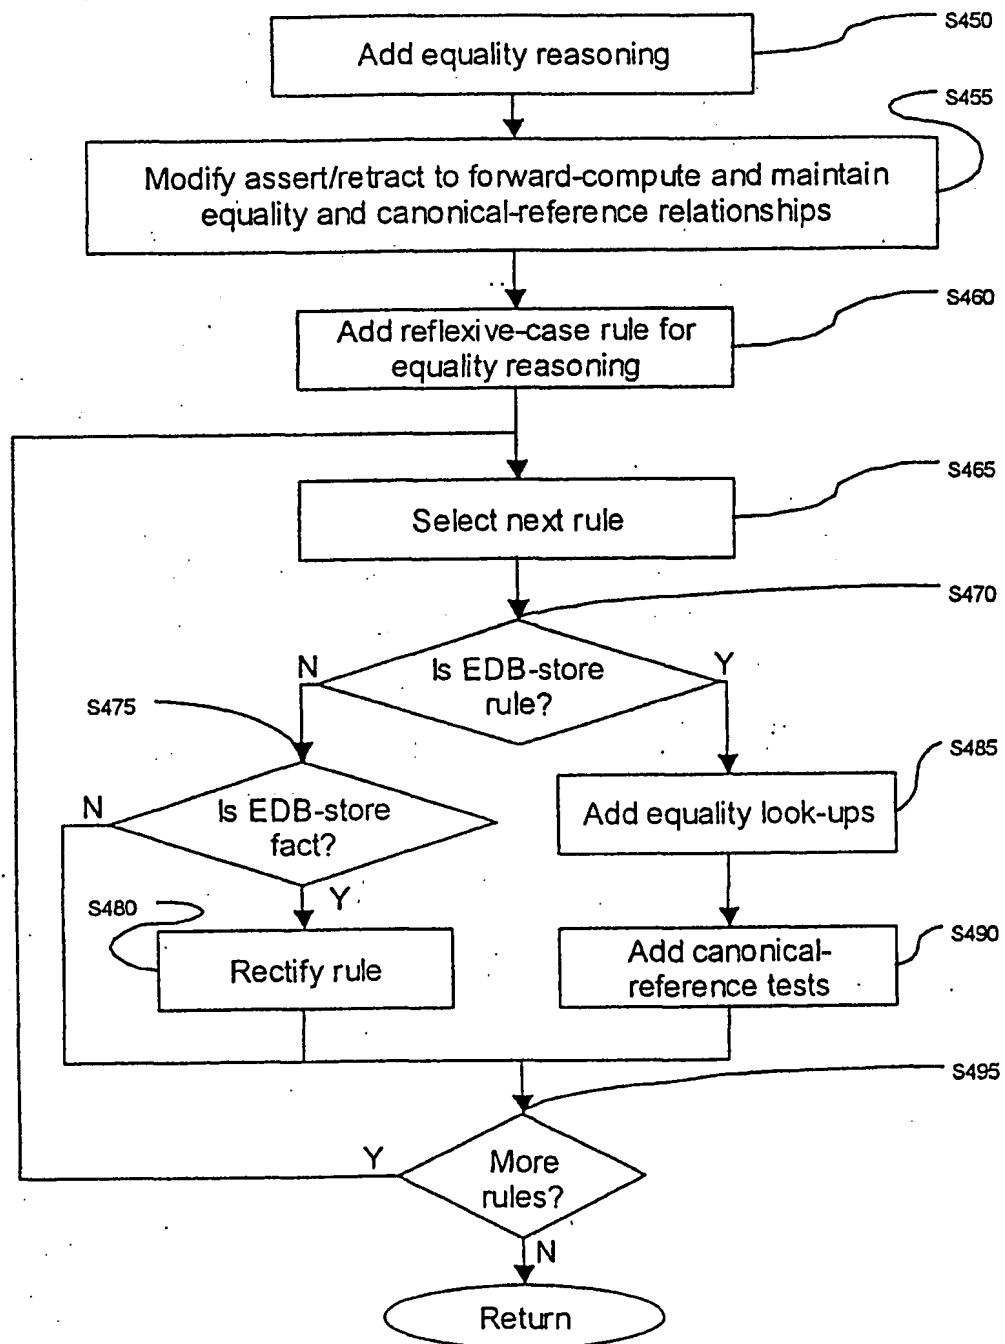 S450
Add equality reasoning
S455
Modify assert/retract to forward-compute and maintain
equality and canonical-reference relationships
S460
Add reflexive-case rule for
equality reasoning
S465
Select next rule
S470
N
Is EDB-store
rule?
Y
S475
S485
N
Is EDB-store
fact?
Add equality look-ups
Y
S480
S490
Rectify rule
Add canonical-
reference tests
S495
Y
More
rules?
N
Return